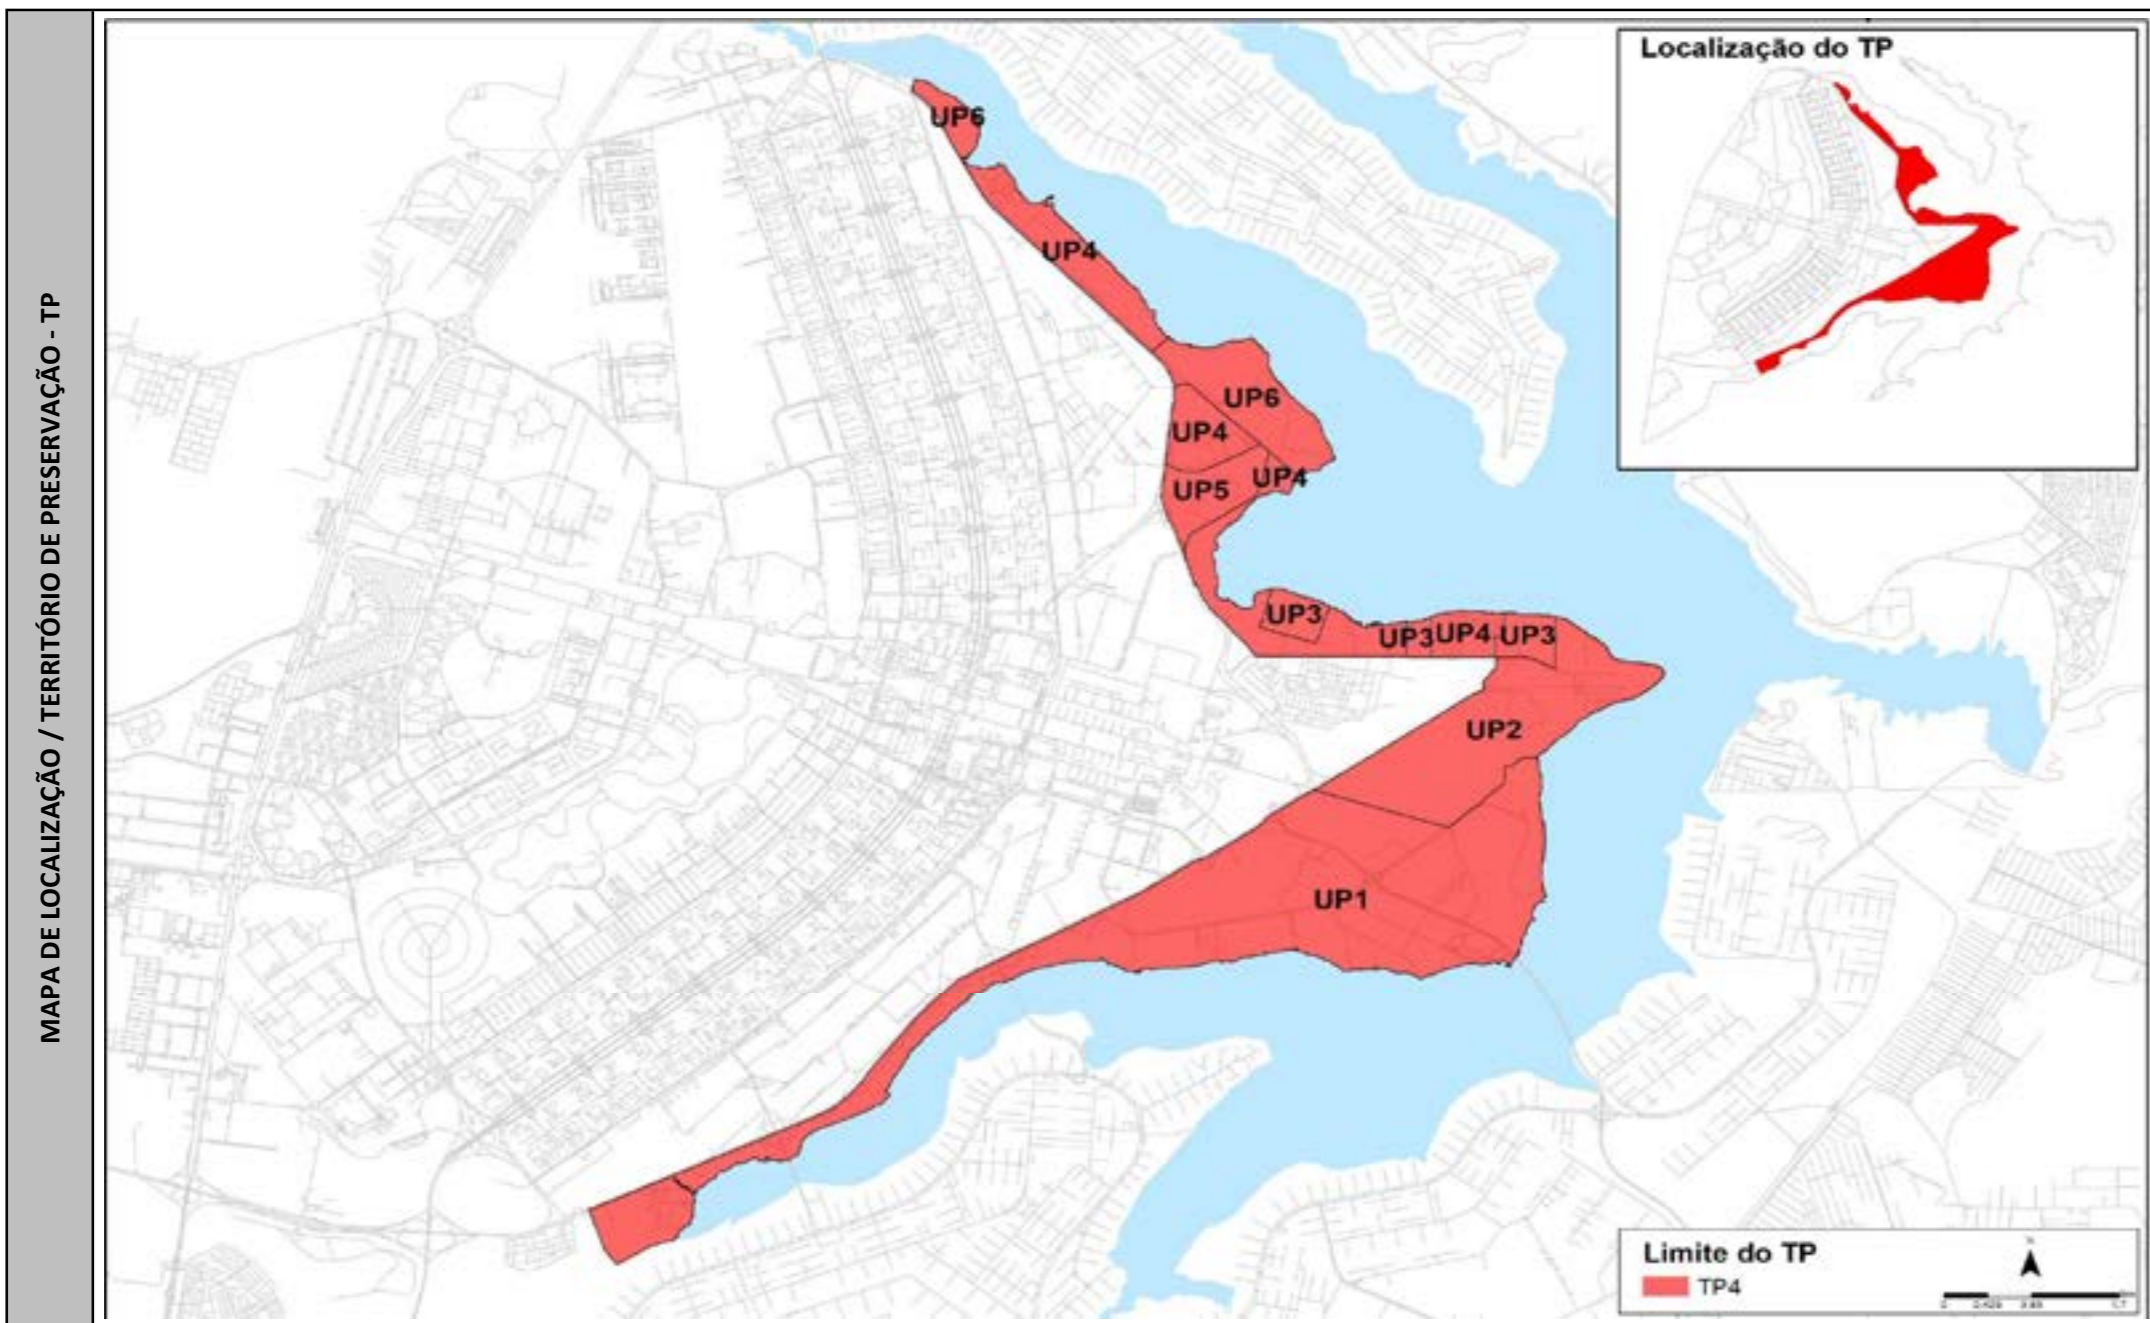 MAPA DE LOCALIZAÇÃO / TERRITÓRIO DE PRESERVAÇÃO - TP
Localização do TP
UP6
UP4
UP6
UP4
UP4
UP5
UP3
UP3
UP4
UP3
UP2
UP1
Limite do TP
TP4